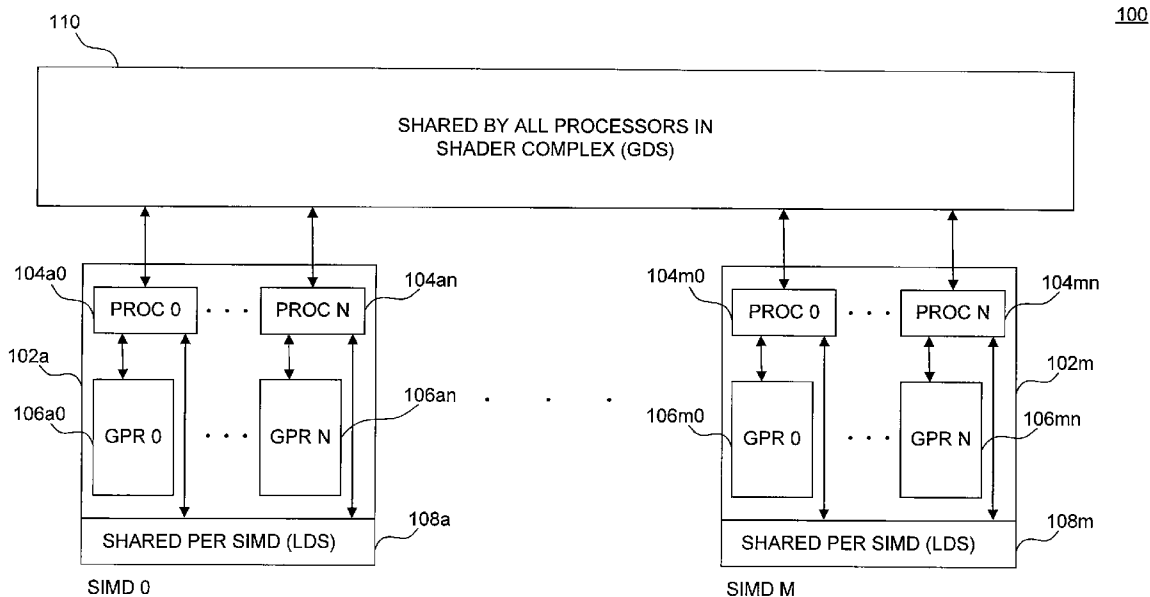 100
110
SHARED BY ALL PROCESSORS IN
SHADER COMPLEX (GDS)
104a0
104an
104m0
104mn
PROC 0
. . .
PROC N
PROC 0
. . .
PROC N
102a
102m
106a0
106an
106m0
106mn
GPR 0
. . .
GPR N
. . .
GPR 0
. . .
GPR N
SHARED PER SIMD (LDS)
108a
SHARED PER SIMD (LDS)
108m
SIMD 0
SIMD M